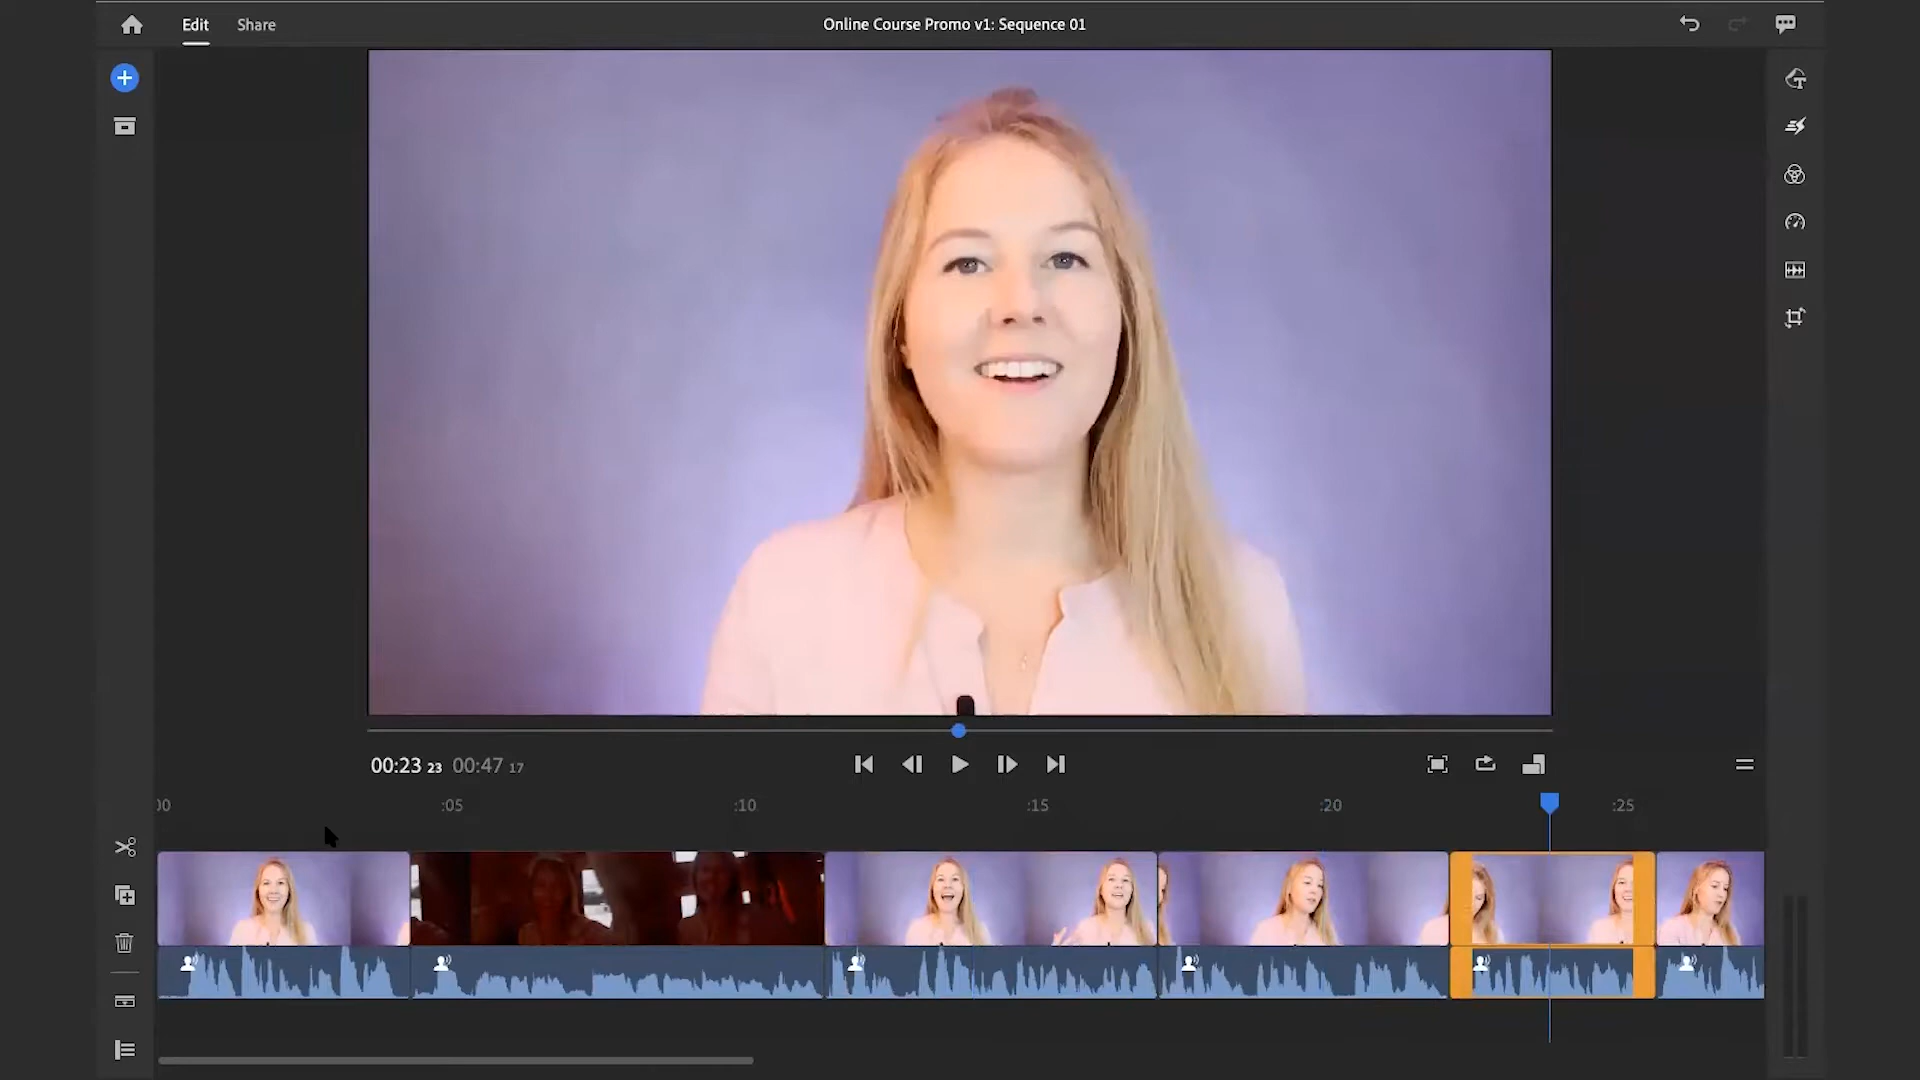 Edit Share Online Course Promo v1: Sequence 01
00:23 23 00:47 17
00 :05 :10 :15 :20 :25